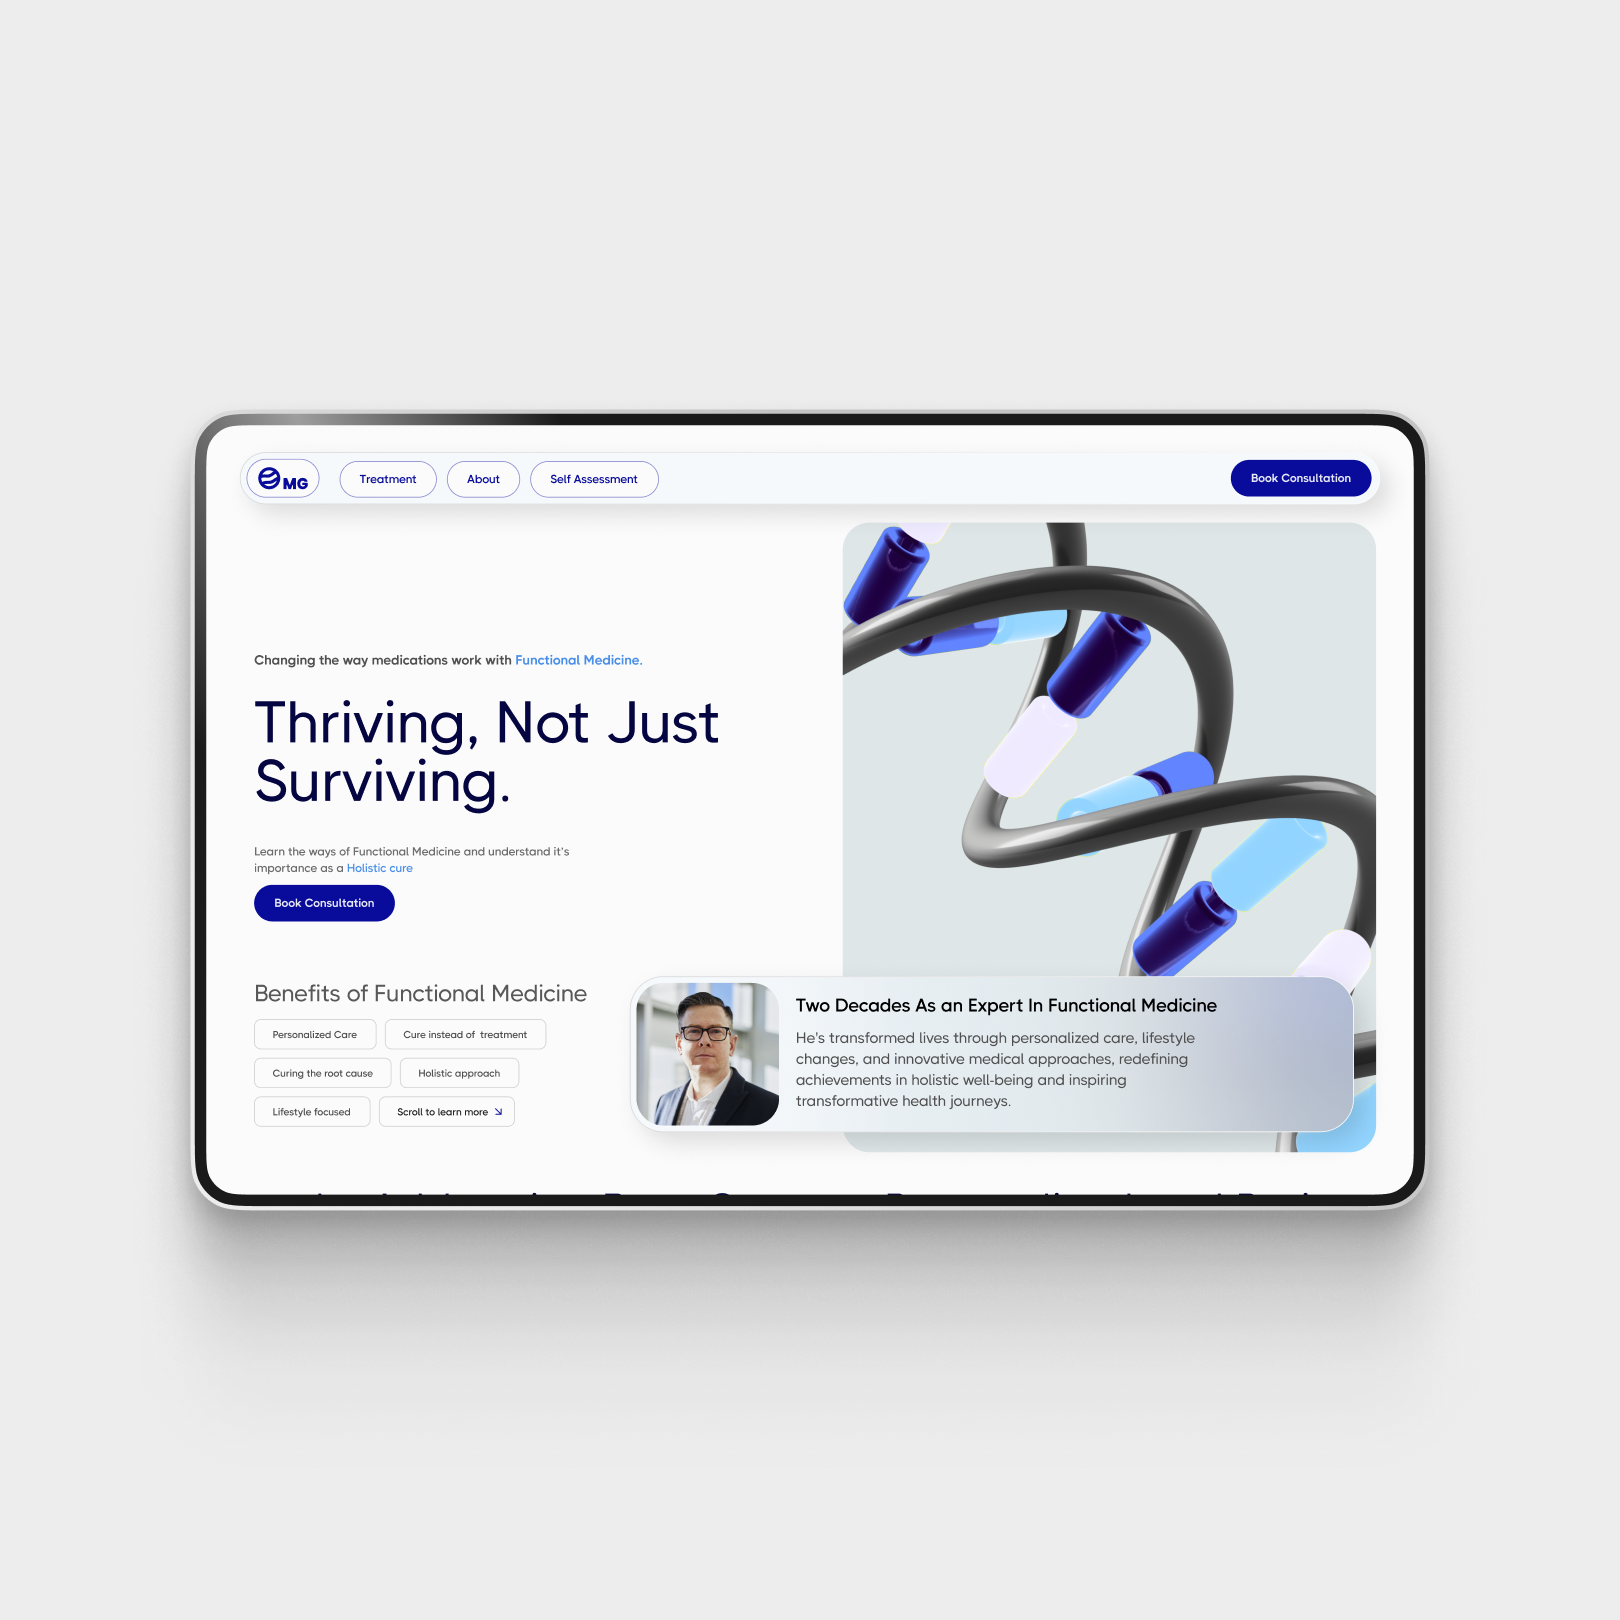 MG
Treatment
About
Self Assessment
Book Consultation
Changing the way medications work with Functional Medicine.
Thriving, Not Just
Surviving.
Learn the ways of Functional Medicine and understand it's
importance as a Holistic cure
Book Consultation
Benefits of Functional Medicine
Personalized Care
Cure instead of  treatment
Curing the root cause
Holistic approach
Lifestyle focused
Scroll to learn more
Two Decades As an Expert In Functional Medicine
He's transformed lives through personalized care, lifestyle
changes, and innovative medical approaches, redefining
achievements in holistic well-being and inspiring
transformative health journeys.